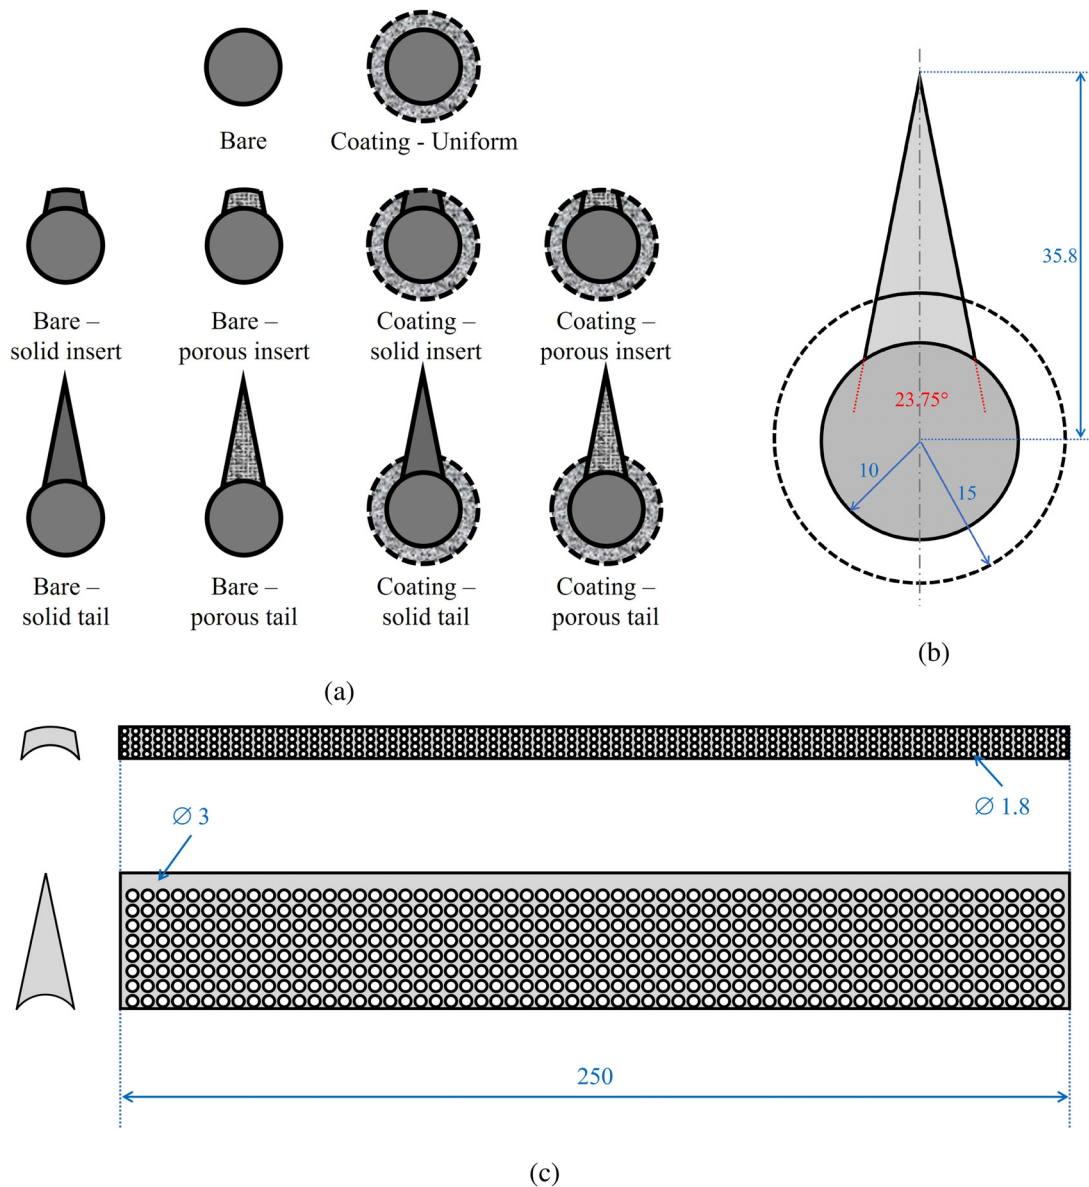 Bare
Coating - Uniform
Bare –
solid insert
Bare –
porous insert
Coating –
solid insert
Coating –
porous insert
Bare –
solid tail
Bare –
porous tail
Coating –
solid tail
Coating –
porous tail
(a)
35.8
23.75°
10
15
(b)
∅ 1.8
∅ 3
250
(c)